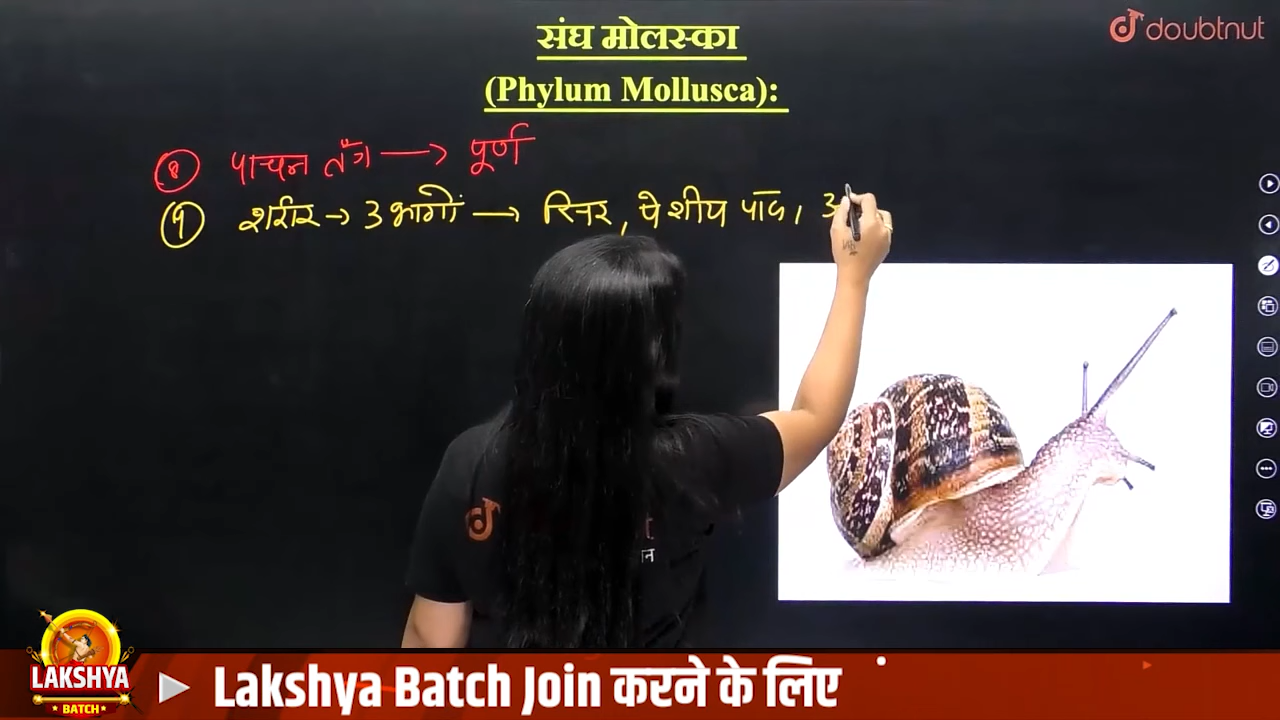 संघ मोलस्का
doubtnut
(Phylum Mollusca):
8 पाचन तंत्र → पूर्ण
9 शरीर → 3 भागों → सिर, पेशीय पाद, अ
LAKSHYA
BATCH
Lakshya Batch Join करने के लिए